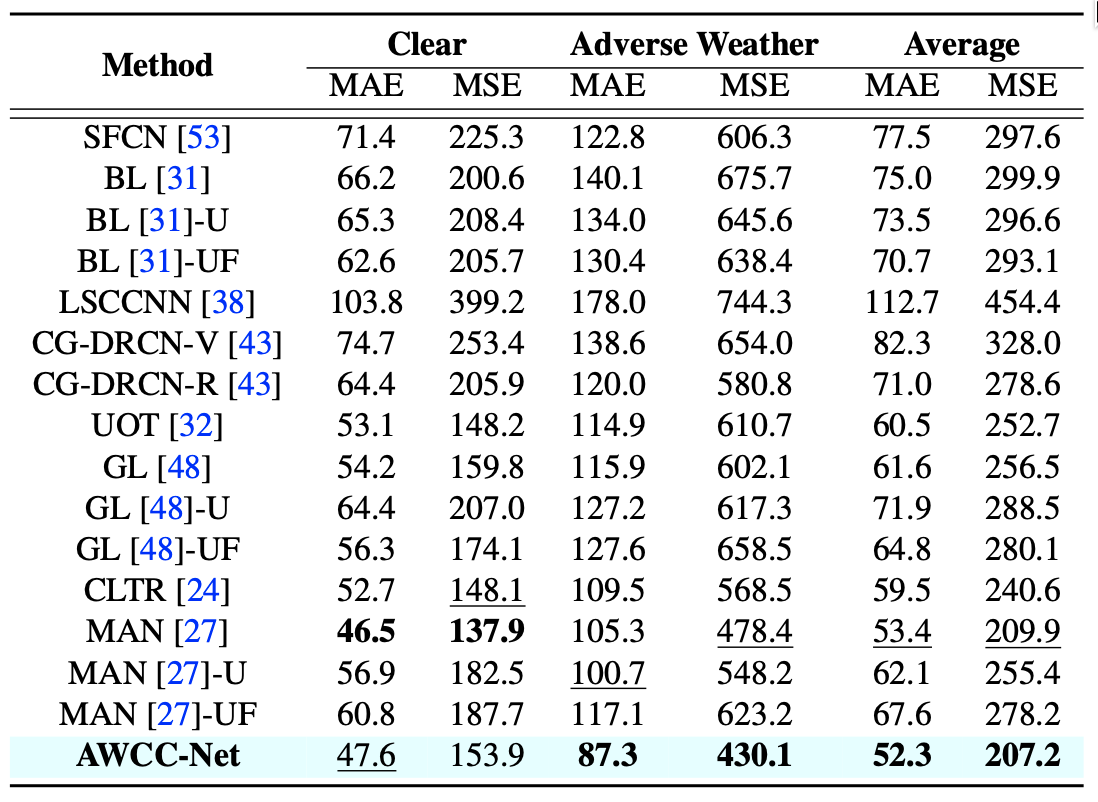 Method Clear Adverse Weather Average
MAE MSE MAE MSE MAE MSE
SFCN [53] 71.4 225.3 122.8 606.3 77.5 297.6
BL [31] 66.2 200.6 140.1 675.7 75.0 299.9
BL [31]-U 65.3 208.4 134.0 645.6 73.5 296.6
BL [31]-UF 62.6 205.7 130.4 638.4 70.7 293.1
LSCCNN [38] 103.8 399.2 178.0 744.3 112.7 454.4
CG-DRCN-V [43] 74.7 253.4 138.6 654.0 82.3 328.0
CG-DRCN-R [43] 64.4 205.9 120.0 580.8 71.0 278.6
UOT [32] 53.1 148.2 114.9 610.7 60.5 252.7
GL [48] 54.2 159.8 115.9 602.1 61.6 256.5
GL [48]-U 64.4 207.0 127.2 617.3 71.9 288.5
GL [48]-UF 56.3 174.1 127.6 658.5 64.8 280.1
CLTR [24] 52.7 148.1 109.5 568.5 59.5 240.6
MAN [27] 46.5 137.9 105.3 478.4 53.4 209.9
MAN [27]-U 56.9 182.5 100.7 548.2 62.1 255.4
MAN [27]-UF 60.8 187.7 117.1 623.2 67.6 278.2
AWCC-Net 47.6 153.9 87.3 430.1 52.3 207.2